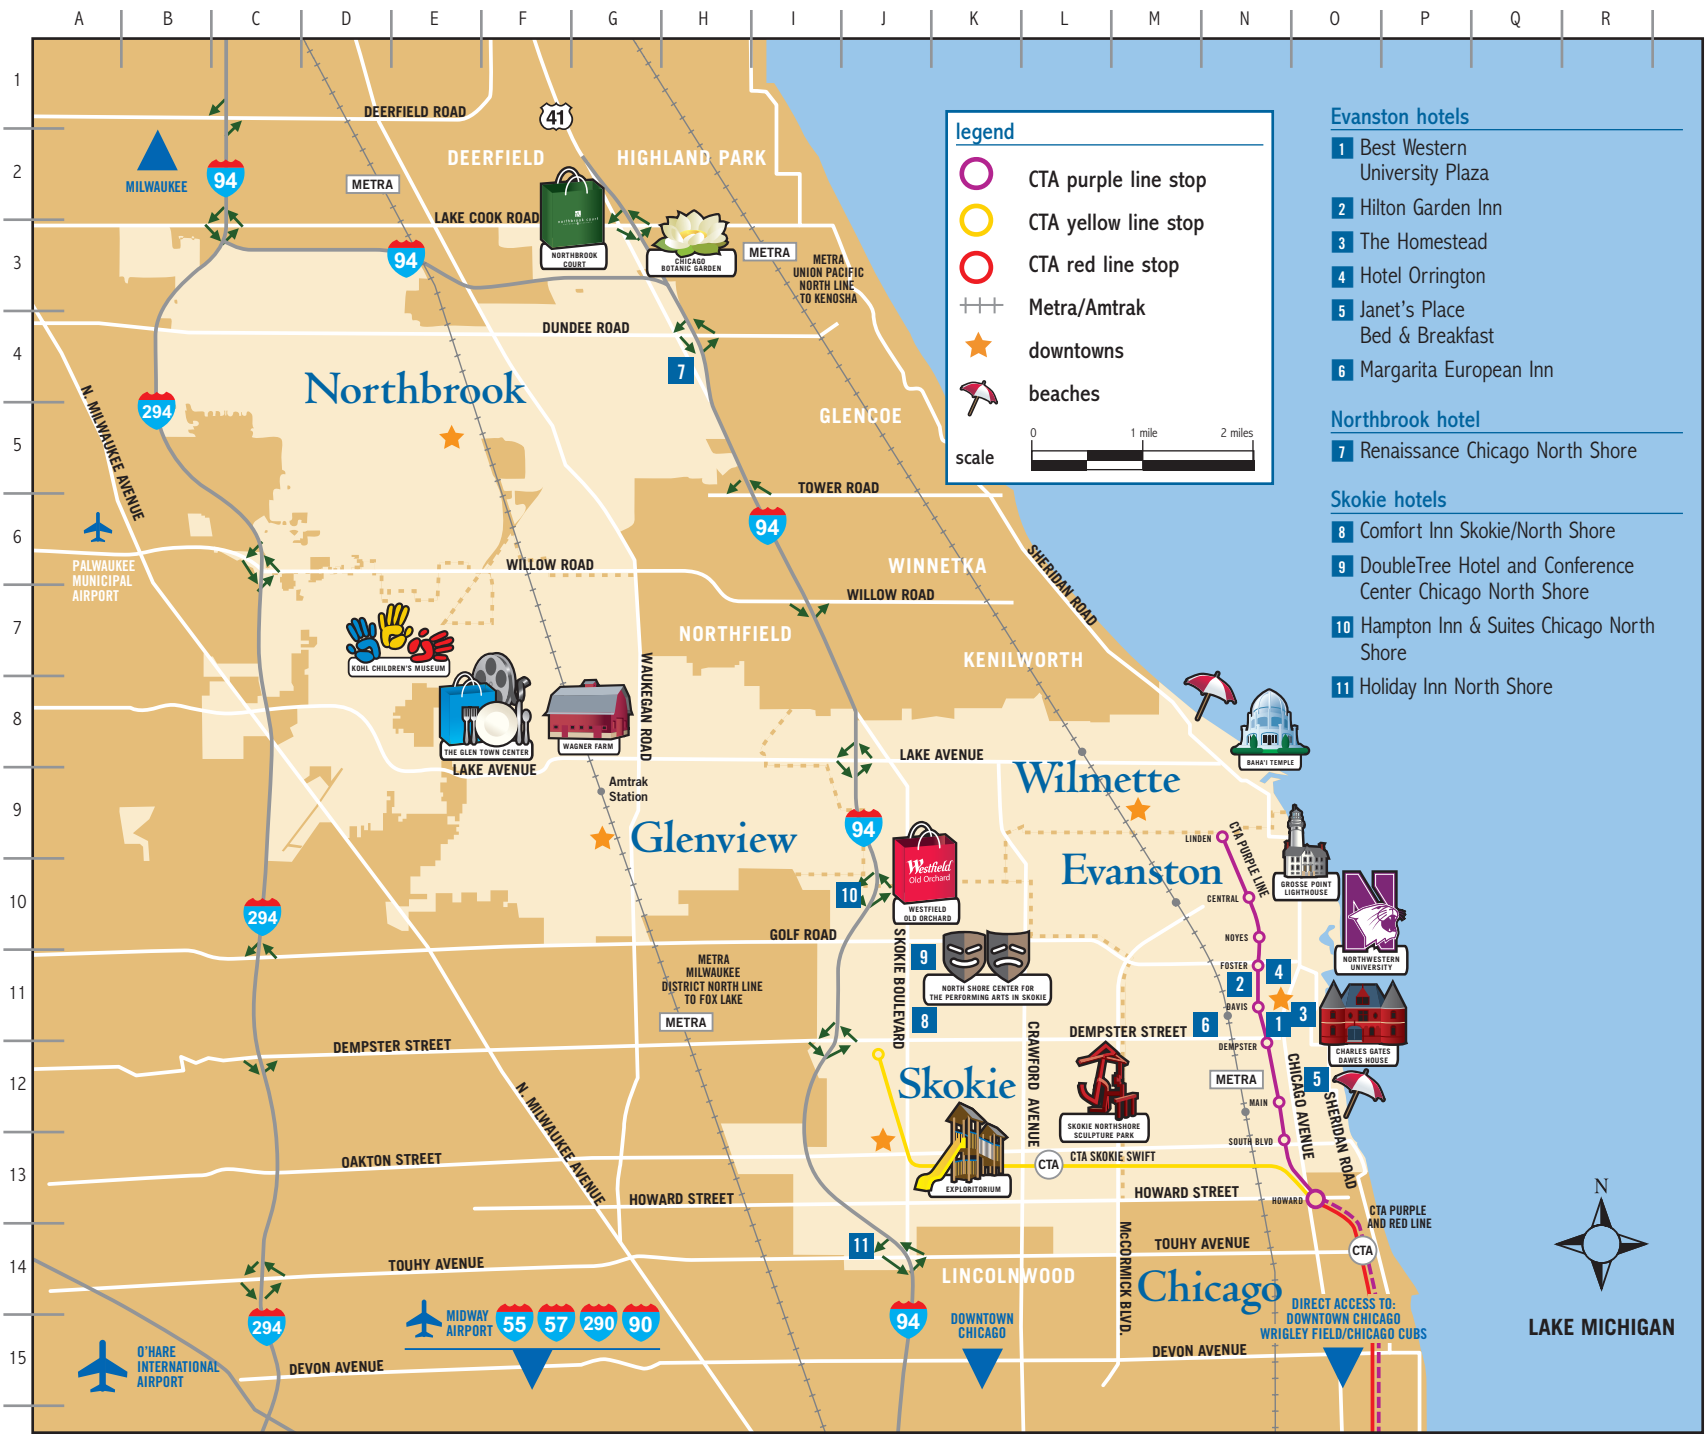 A B C D E F G H I J K L M N O P Q R
1
2
3
4
5
6
7
8
9
10
11
12
13
14
15
DEERFIELD ROAD
41
DEERFIELD
HIGHLAND PARK
MILWAUKEE
94
METRA
LAKE COOK ROAD
northbrook court
NORTHBROOK
COURT
CHICAGO
BOTANIC GARDEN
METRA
94
METRA
UNION PACIFIC
NORTH LINE
TO KENOSHA
DUNDEE ROAD
7
Northbrook
294
N. MILWAUKEE AVENUE
GLENCOE
TOWER ROAD
94
PALWAUKEE
MUNICIPAL
AIRPORT
WILLOW ROAD
WINNETKA
SHERIDAN ROAD
WILLOW ROAD
NORTHFIELD
KENILWORTH
KOHL CHILDREN'S MUSEUM
WAUKEGAN ROAD
THE GLEN TOWN CENTER
WAGNER FARM
LAKE AVENUE
LAKE AVENUE
BAHA'I TEMPLE
Amtrak
Station
Wilmette
Glenview
94
LINDEN
CTA PURPLE LINE
Westfield
Old Orchard
WESTFIELD
OLD ORCHARD
Evanston
GROSSE POINT
LIGHTHOUSE
10
CENTRAL
294
N
NORTHWESTERN
UNIVERSITY
GOLF ROAD
NOYES
SKOKIE BOULEVARD
9
NORTH SHORE CENTER FOR
THE PERFORMING ARTS IN SKOKIE
FOSTER
4
2
METRA
MILWAUKEE
DISTRICT NORTH LINE
TO FOX LAKE
METRA
8
DAVIS
3
1
6
CHARLES GATES
DAWES HOUSE
DEMPSTER STREET
DEMPSTER STREET
DEMPSTER
CRAWFORD AVENUE
Skokie
METRA
CHICAGO AVENUE
5
SHERIDAN ROAD
MAIN
N. MILWAUKEE AVENUE
SKOKIE NORTHSHORE
SCULPTURE PARK
SOUTH BLVD
OAKTON STREET
CTA
CTA SKOKIE SWIFT
EXPLORITORIUM
HOWARD STREET
HOWARD STREET
HOWARD
CTA PURPLE
AND RED LINE
11
McCORMICK BLVD.
TOUHY AVENUE
TOUHY AVENUE
CTA
LINCOLNWOOD
Chicago
294
MIDWAY
AIRPORT
55
57
290
90
94
DOWNTOWN
CHICAGO
DIRECT ACCESS TO:
DOWNTOWN CHICAGO
WRIGLEY FIELD/CHICAGO CUBS
O'HARE
INTERNATIONAL
AIRPORT
DEVON AVENUE
DEVON AVENUE
N
LAKE MICHIGAN
legend
CTA purple line stop
CTA yellow line stop
CTA red line stop
Metra/Amtrak
downtowns
beaches
scale
0 1 mile 2 miles
Evanston hotels
1 Best Western
University Plaza
2 Hilton Garden Inn
3 The Homestead
4 Hotel Orrington
5 Janet's Place
Bed & Breakfast
6 Margarita European Inn
Northbrook hotel
7 Renaissance Chicago North Shore
Skokie hotels
8 Comfort Inn Skokie/North Shore
9 DoubleTree Hotel and Conference
Center Chicago North Shore
10 Hampton Inn & Suites Chicago North
Shore
11 Holiday Inn North Shore